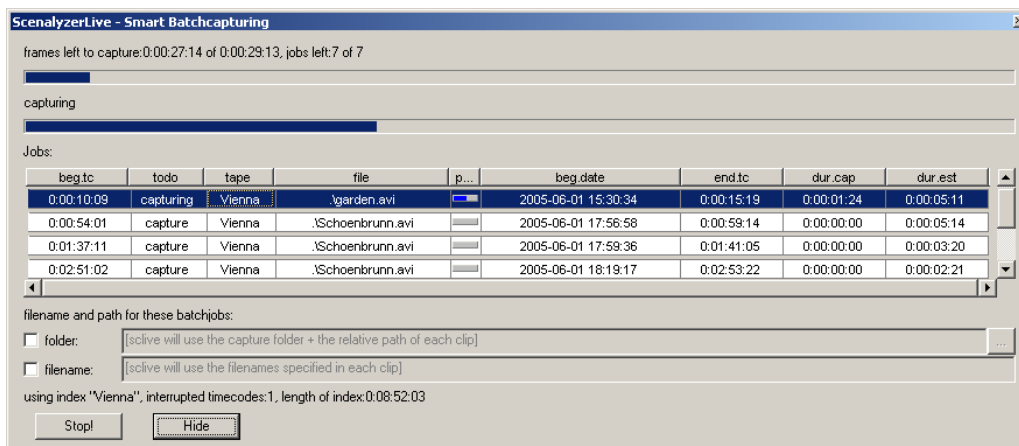 ScenalyzerLive - Smart Batchcapturing
frames left to capture:0:00:27:14 of 0:00:29:13, jobs left:7 of 7
capturing
Jobs:
beg.tc todo tape file p... beg.date end.tc dur.cap dur.est
0:00:10:09 capturing Vienna .\garden.avi 2005-06-01 15:30:34 0:00:15:19 0:00:01:24 0:00:05:11
0:00:54:01 capture Vienna .\Schoenbrunn.avi 2005-06-01 17:56:58 0:00:59:14 0:00:00:00 0:00:05:14
0:01:37:11 capture Vienna .\Schoenbrunn.avi 2005-06-01 17:59:36 0:01:41:05 0:00:00:00 0:00:03:20
0:02:51:02 capture Vienna .\Schoenbrunn.avi 2005-06-01 18:19:17 0:02:53:22 0:00:00:00 0:00:02:21
filename and path for these batchjobs:
folder: [sclive will use the capture folder + the relative path of each clip] ...
filename: [sclive will use the filenames specified in each clip]
using index "Vienna", interrupted timecodes:1, length of index:0:08:52:03
Stop! Hide